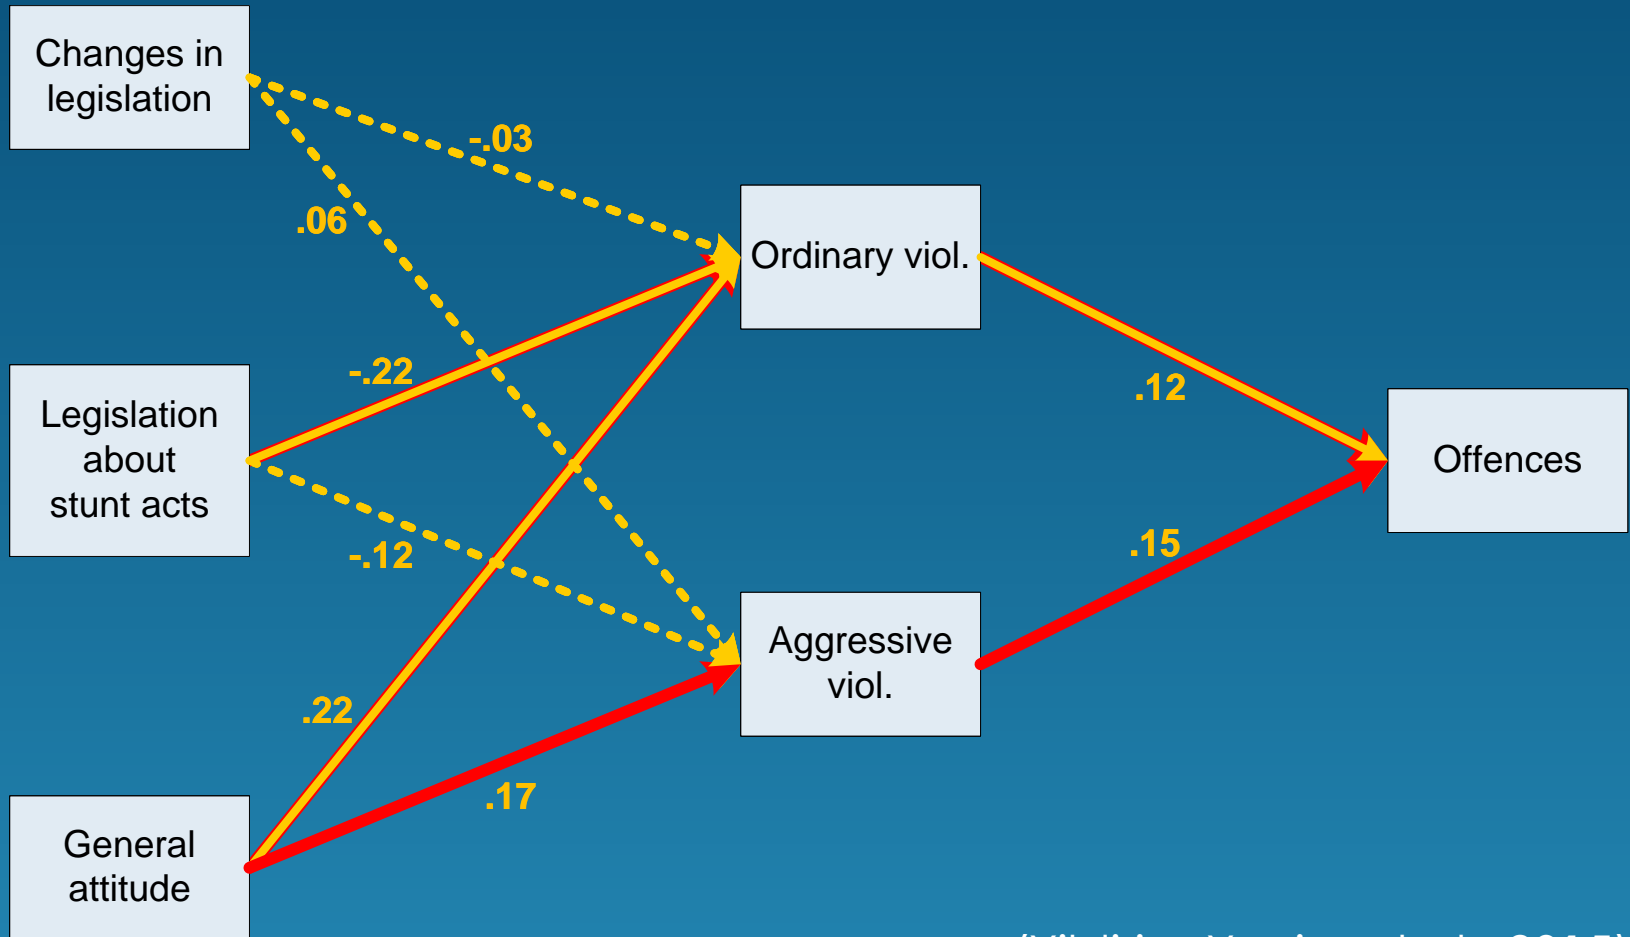 Changes in
legislation
-.03
.06
Ordinary viol.
-.22
.12
Legislation
about
stunt acts
Offences
-.12
.15
Aggressive
viol.
.22
.17
General
attitude